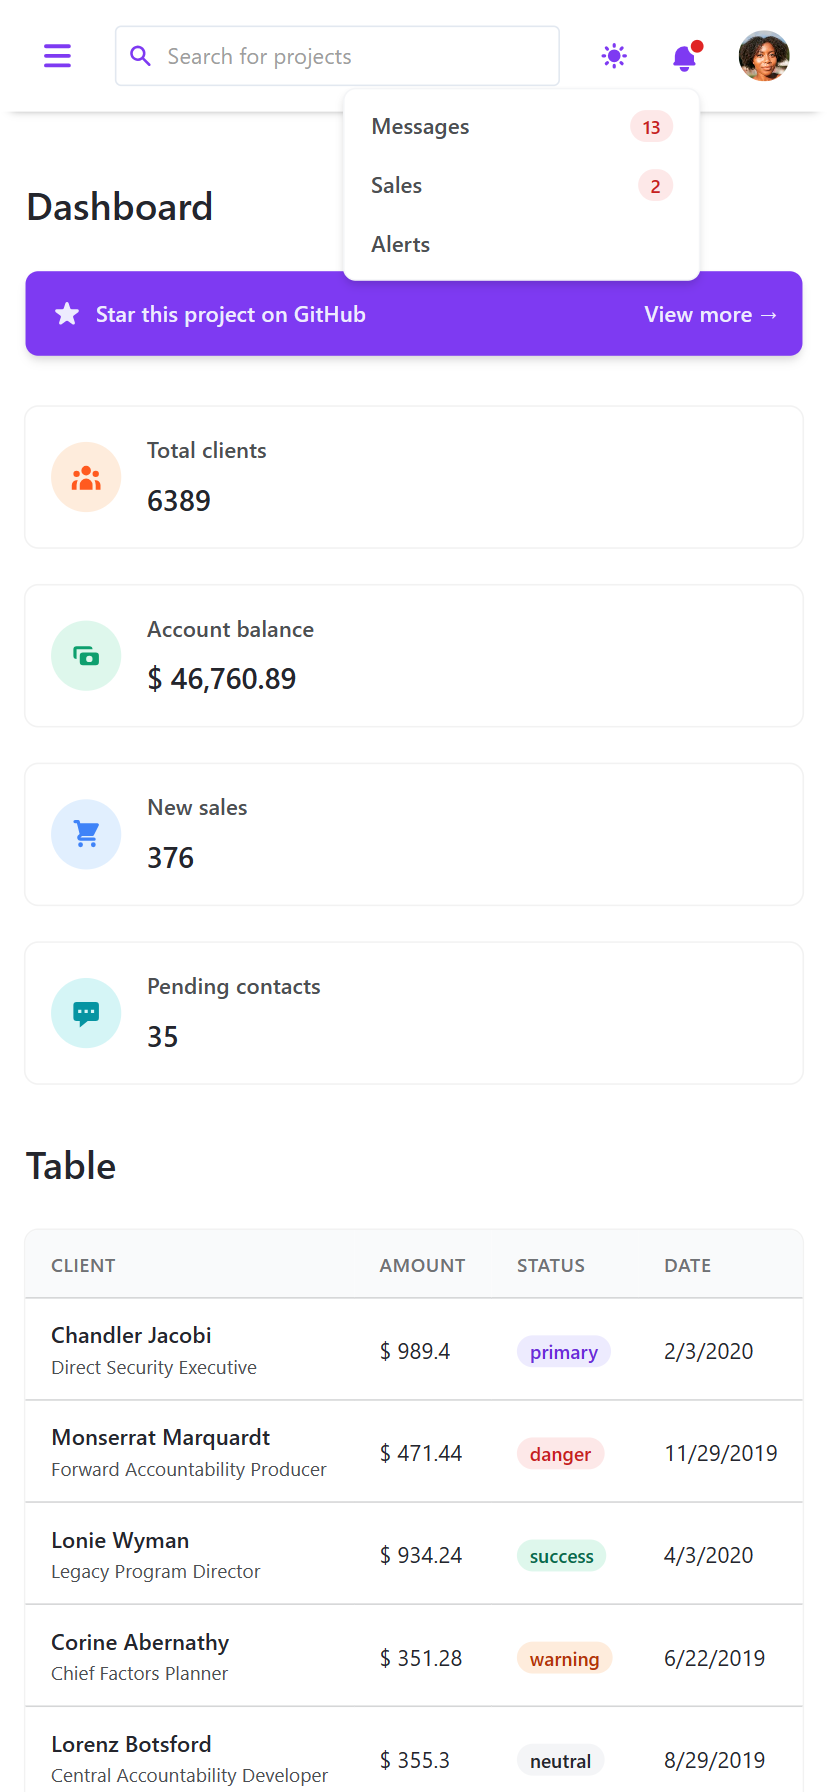 Search for projects
Messages 13
Sales 2
Alerts
Dashboard
Star this project on GitHub View more →
Total clients
6389
Account balance
$ 46,760.89
New sales
376
Pending contacts
35
Table
CLIENT AMOUNT STATUS DATE
Chandler Jacobi
Direct Security Executive
$ 989.4 primary 2/3/2020
Monserrat Marquardt
Forward Accountability Producer
$ 471.44 danger 11/29/2019
Lonie Wyman
Legacy Program Director
$ 934.24 success 4/3/2020
Corine Abernathy
Chief Factors Planner
$ 351.28 warning 6/22/2019
Lorenz Botsford
Central Accountability Developer
$ 355.3 neutral 8/29/2019